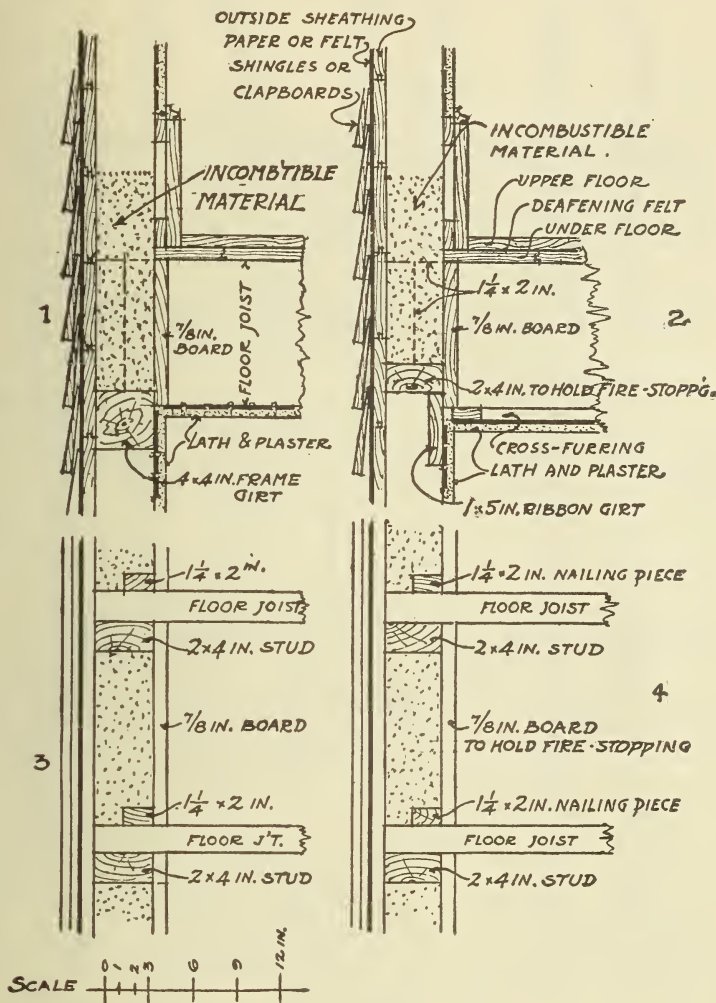 OUTSIDE SHEATHING
PAPER OR FELT
SHINGLES OR
CLAPBOARDS
INCOMBTIBLE
MATERIAL
7/8 IN.
BOARD
FLOOR JOIST
LATH & PLASTER
4×4 IN. FRAME
GIRT
1
INCOMBUSTIBLE
MATERIAL.
UPPER FLOOR
DEAFENING FELT
UNDER FLOOR
1 1/4 × 2 IN.
7/8 IN. BOARD
2
2×4 IN. TO HOLD FIRE-STOPP'G.
CROSS-FURRING
LATH AND PLASTER
1×5 IN. RIBBON GIRT
1 1/4 × 2 IN.
FLOOR JOIST
2×4 IN. STUD
7/8 IN. BOARD
3
1 1/4 × 2 IN.
FLOOR J'T.
2×4 IN. STUD
1 1/4 × 2 IN. NAILING PIECE
FLOOR JOIST
2×4 IN. STUD
4
7/8 IN. BOARD
TO HOLD FIRE-STOPPING
1 1/4 × 2 IN. NAILING PIECE
FLOOR JOIST
2×4 IN. STUD
SCALE 0 1 2 3 6 9 12 IN.